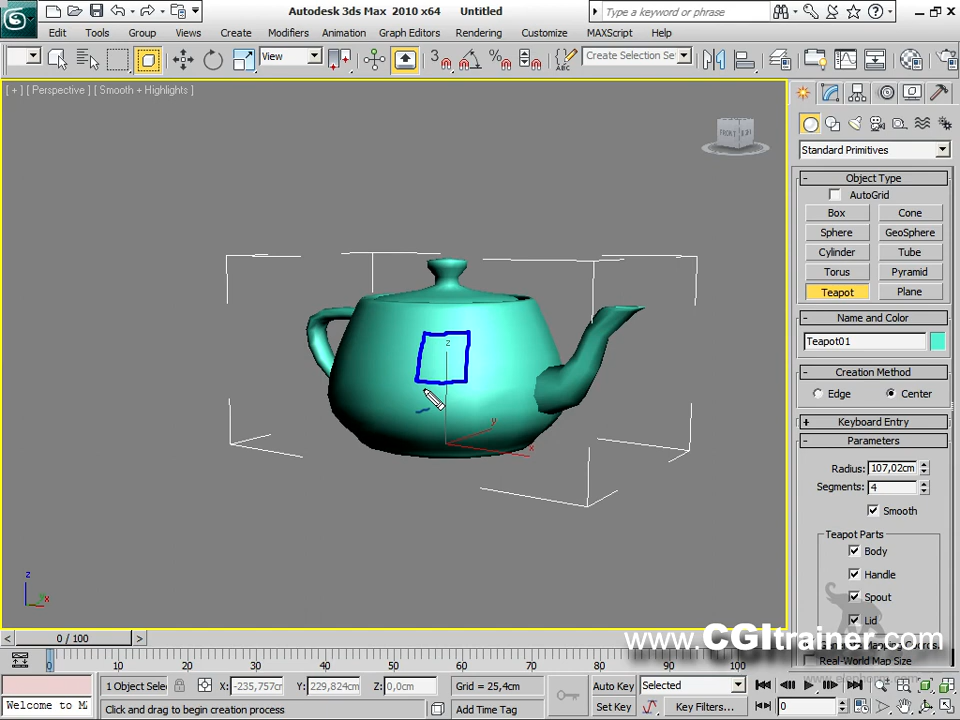 Autodesk 3ds Max 2010 x64 Untitled
Type a keyword or phrase
Edit Tools Group Views Create Modifiers Animation Graph Editors Rendering Customize MAXScript Help
View
3
ABC
Create Selection Se
[ + ] [ Perspective ] [ Smooth + Highlights ]
FRONT
Standard Primitives
- Object Type
AutoGrid
Box Cone
Sphere GeoSphere
Cylinder Tube
Torus Pyramid
Teapot Plane
- Name and Color
Teapot01
- Creation Method
Edge Center
+ Keyboard Entry
- Parameters
Radius: 107,02cm
Segments: 4
Smooth
Teapot Parts
Body
Handle
Spout
Lid
z
y
x
z
x
www.CGItrainer.com
Real-World Map Size
< 0 / 100 >
0 10 20 30 40 50 60 70 80 90 100
1 Object Selec
X: -235,757cm Y: 229,824cm Z: 0,0cm
Grid = 25,4cm
Auto Key Selected
Welcome to M
Click and drag to begin creation process
Add Time Tag
Set Key Key Filters...
0